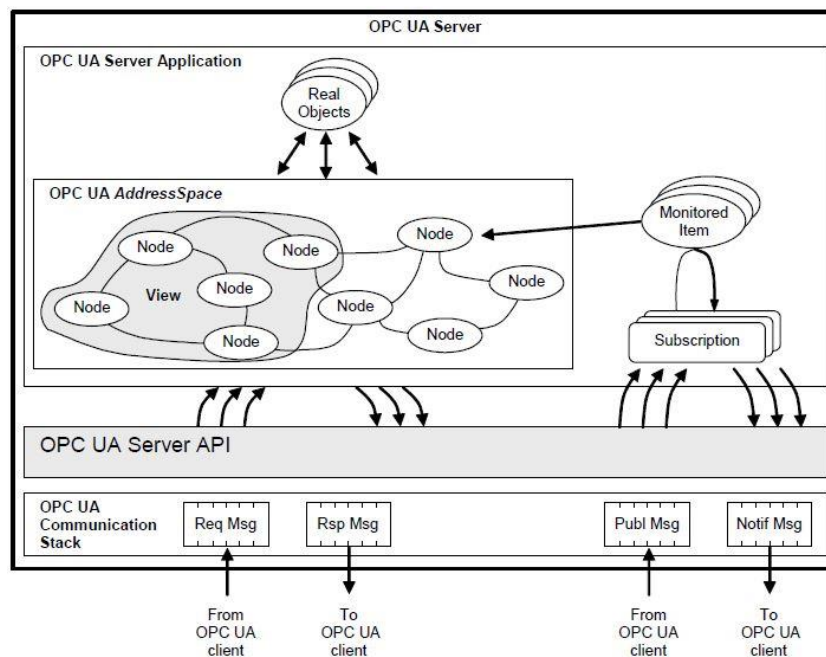 OPC UA Server
OPC UA Server Application
Real
Objects
OPC UA AddressSpace
Monitored
Item
Node
Node
Node
Node
View
Node
Node
Node
Node
Node
Subscription
OPC UA Server API
OPC UA
Communication
Stack
Req Msg
Rsp Msg
Publ Msg
Notif Msg
From
OPC UA
client
To
OPC UA
client
From
OPC UA
client
To
OPC UA
client